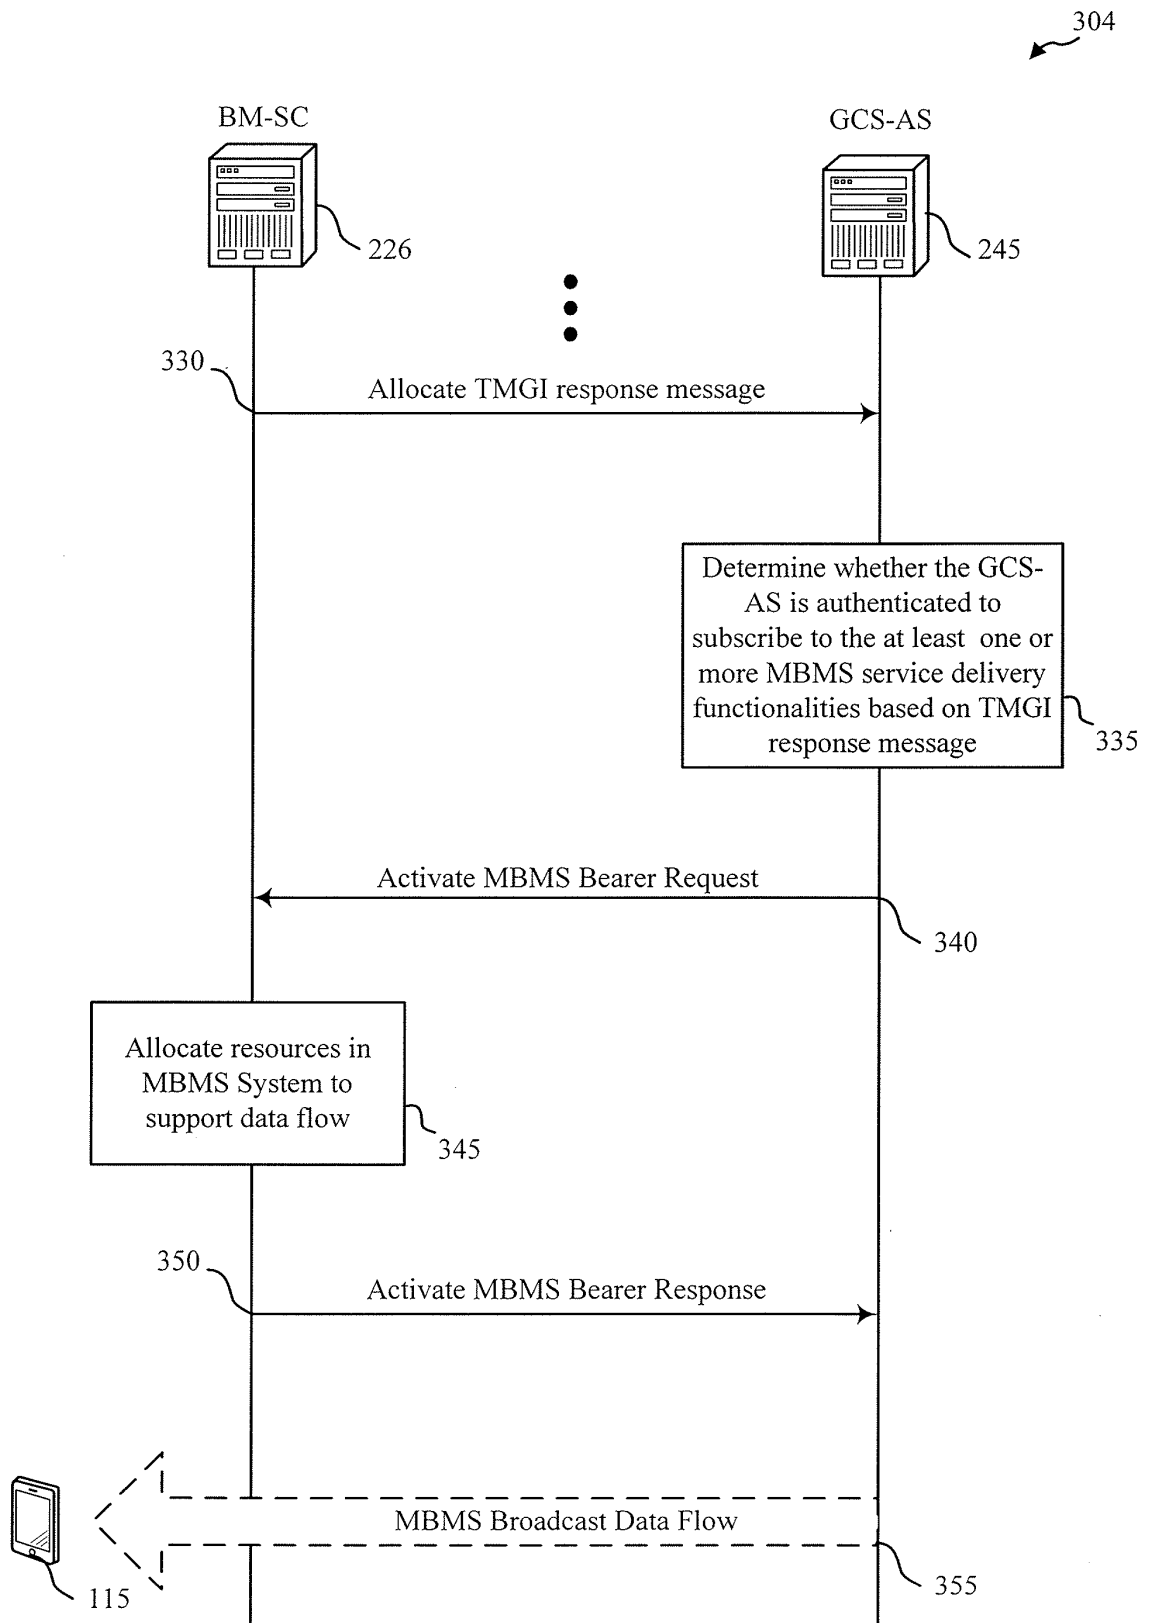 304
BM-SC
GCS-AS
226
245
330
Allocate TMGI response message
Determine whether the GCS-
AS is authenticated to
subscribe to the at least one or
more MBMS service delivery
functionalities based on TMGI
response message
335
Activate MBMS Bearer Request
340
Allocate resources in
MBMS System to
support data flow
345
350
Activate MBMS Bearer Response
MBMS Broadcast Data Flow
115
355